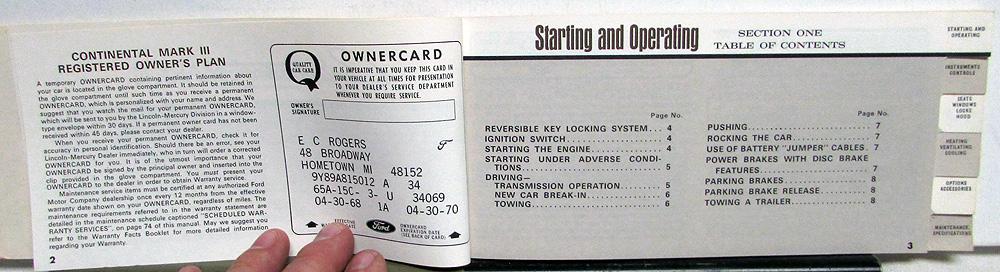 CONTINENTAL MARK III
REGISTERED OWNER'S PLAN
A temporary OWNERCARD containing pertinent information about
your car is located in the glove compartment. It should be retained in
the glove compartment until such time as you receive a permanent
OWNERCARD, which is personalized with your name and address. We
suggest that you watch the mail for your permanent OWNERCARD,
which will be sent to you by the Lincoln-Mercury Division in a window-
type envelope within 30 days. If a permanent owner card has not been
received within 45 days, please contact your dealer.
When you receive your permanent OWNERCARD, check it for
accuracy in personal identification. Should there be an error, see your
Lincoln-Mercury Dealer immediately, who in turn will order a corrected
OWNERCARD for you. It is of the utmost importance that your
OWNERCARD be signed by the principal owner and inserted into the
clip provided in the glove compartment. You must present your
OWNERCARD to the dealer in order to obtain Warranty service.
Maintenance service items must be certified at any authorized Ford
Motor Company dealership once every 12 months from the effective
warranty date shown on your OWNERCARD, regardless of miles. The
maintenance requirements referred to in the warranty statement are
detailed in the maintenance schedule captioned "SCHEDULED WAR-
RANTY SERVICES", on page 74 of this manual. May we suggest you
refer to the Warranty Facts Booklet for more detailed information
regarding your Warranty.
2
QUALITY
CAR CARE
OWNERCARD
IT IS IMPERATIVE THAT YOU KEEP THIS CARD IN
YOUR VEHICLE AT ALL TIMES FOR PRESENTATION
TO YOUR DEALER'S SERVICE DEPARTMENT
WHENEVER YOU REQUIRE SERVICE.
OWNER'S
SIGNATURE
E C ROGERS
48 BROADWAY
HOMETOWN MI 48152
9Y89A815012 A 34
65A-15C- 3- U 34069
04-30-68 1A 04-30-70
EFFECTIVE
Ford
OWNERCARD
EXPIRATION DATE
(SEE BACK OF CARD)
Starting and Operating
SECTION ONE
TABLE OF CONTENTS
Page No.
REVERSIBLE KEY LOCKING SYSTEM... 4
IGNITION SWITCH 4
STARTING THE ENGINE 4
STARTING UNDER ADVERSE CONDI-
TIONS 5
DRIVING—
TRANSMISSION OPERATION 5
NEW CAR BREAK-IN 6
TOWING 6
Page No.
PUSHING 7
ROCKING THE CAR 7
USE OF BATTERY "JUMPER" CABLES. 7
POWER BRAKES WITH DISC BRAKE
FEATURES 7
PARKING BRAKES 8
PARKING BRAKE RELEASE 8
TOWING A TRAILER 8
3
STARTING AND
OPERATING
INSTRUMENTS
CONTROLS
SEATS
WINDOWS
LOCKS
HOOD
HEATING
VENTILATING
COOLING
OPTIONS
ACCESSORIES
MAINTENANCE
SPECIFICATIONS